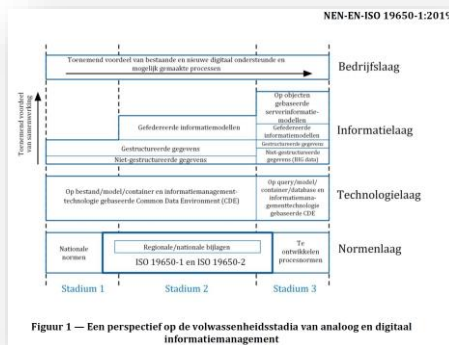 NEN-EN-ISO 19650-1:2019
Toenemend voordeel van bestaande en nieuwe digitaal ondersteunde en
mogelijk gemaakte processen
Bedrijfslaag
Toenemend voordeel
van samenwerking
Op objecten
gebaseerde
serverinformatie-
modellen
Gefedereerde informatiemodellen
Gefedereerde
informatiemodellen
Informatielaag
Gestructureerde gegevens
Gestructureerde gegevens
Niet-gestructureerde gegevens
Niet-gestructureerde
gegevens (BIG data)
Op bestand/model/container en informatiemanagement-
technologie gebaseerde Common Data Environment (CDE)
Op query/model/
container/database en
informatiema-
nagementtechnologie
gebaseerde CDE
Technologielaag
Nationale
normen
Regionale/nationale bijlagen
ISO 19650-1 en ISO 19650-2
Te
ontwikkelen
procesnormen
Normenlaag
Stadium 1
Stadium 2
Stadium 3
Figuur 1 — Een perspectief op de volwassenheidsstadia van analoog en digitaal
informatiemanagement